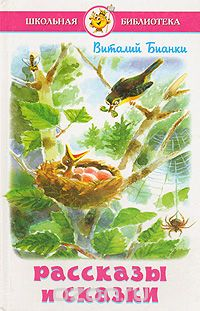 ШКОЛЬНАЯ БИБЛИОТЕКА
Виталий Бианки
РАССКАЗЫ
И СКАЗКИ